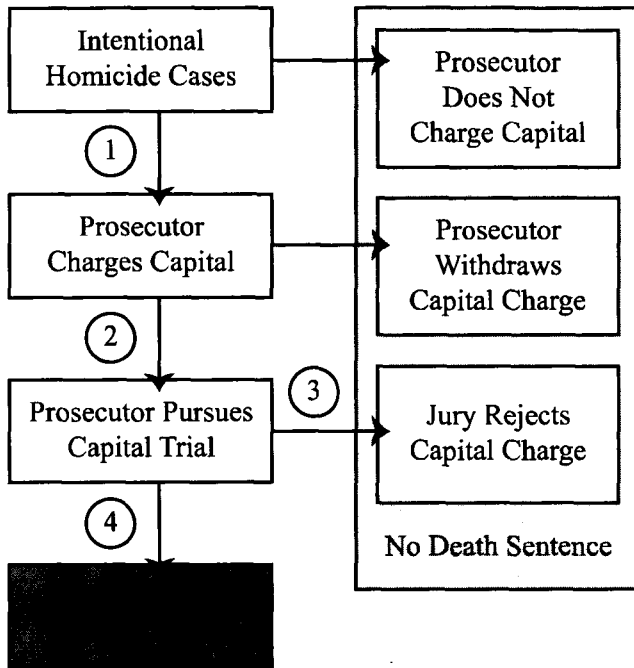 Intentional
Homicide Cases
Prosecutor
Does Not
Charge Capital
1
Prosecutor
Charges Capital
Prosecutor
Withdraws
Capital Charge
2
3
Prosecutor Pursues
Capital Trial
Jury Rejects
Capital Charge
4
No Death Sentence